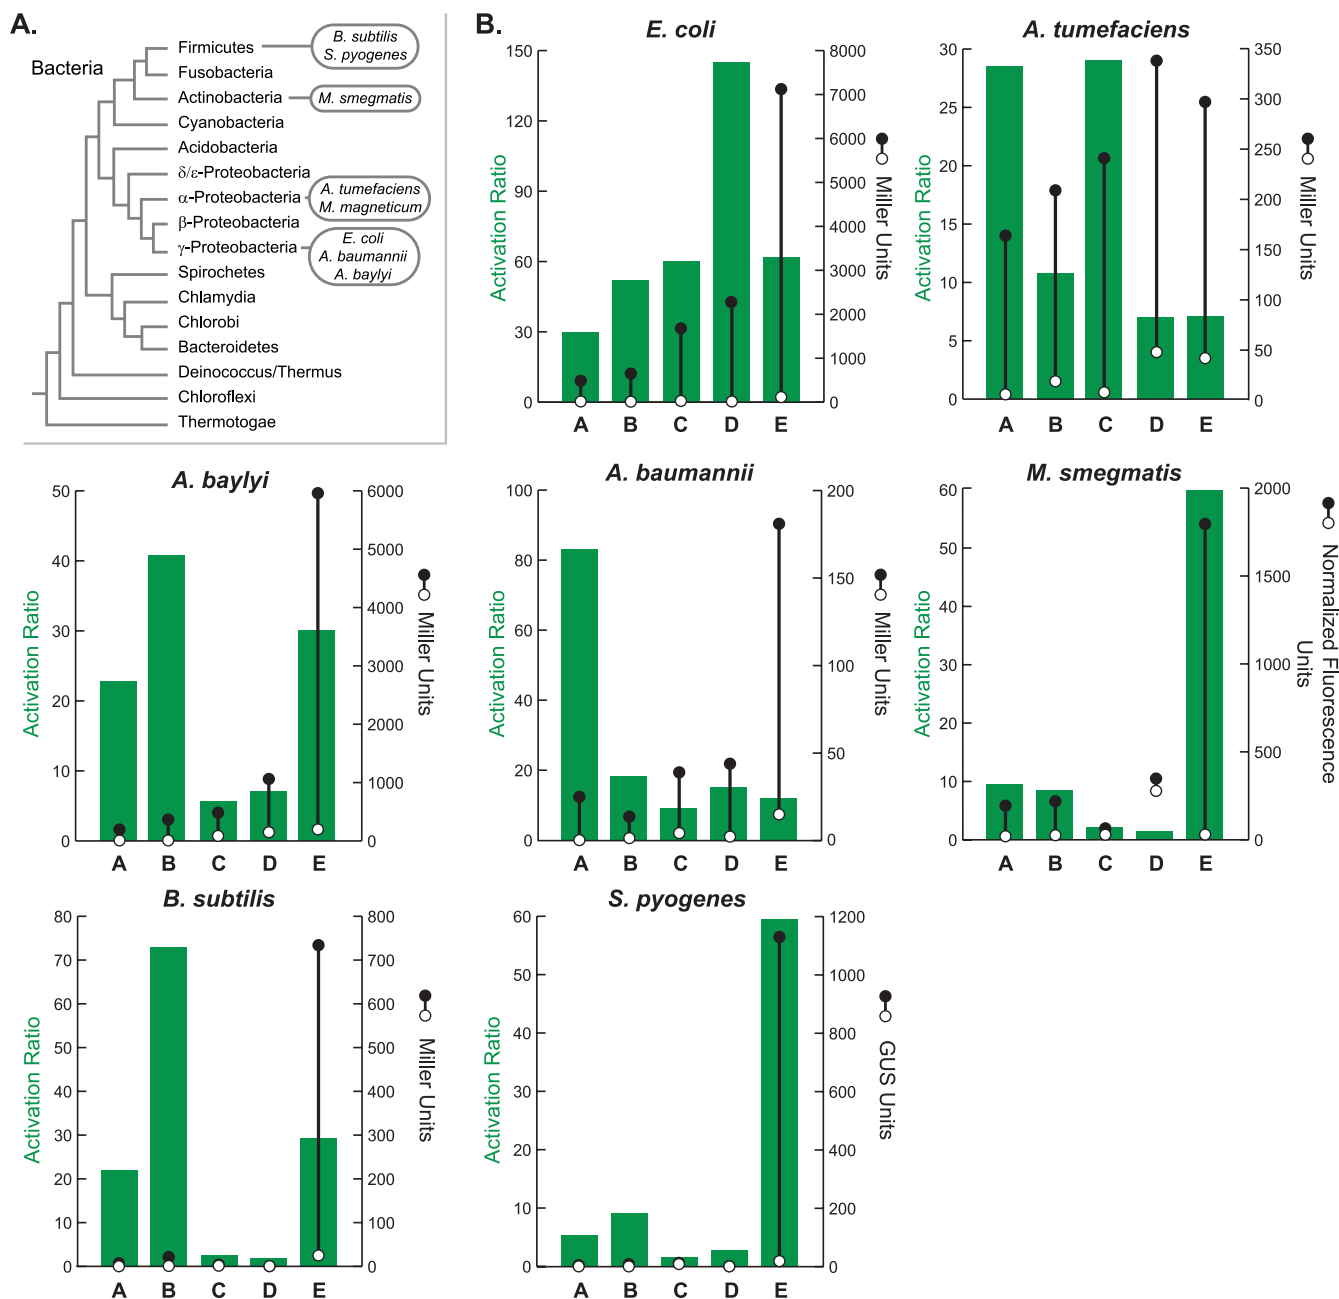 A.
Bacteria
Firmicutes
B. subtilis
S. pyogenes
Fusobacteria
Actinobacteria
M. smegmatis
Cyanobacteria
Acidobacteria
δ/ε-Proteobacteria
α-Proteobacteria
A. tumefaciens
M. magneticum
β-Proteobacteria
γ-Proteobacteria
E. coli
A. baumannii
A. baylyi
Spirochetes
Chlamydia
Chlorobi
Bacteroidetes
Deinococcus/Thermus
Chloroflexi
Thermotogae
B.
E. coli
Activation Ratio
150
120
90
60
30
0
8000
7000
6000
5000
4000
3000
2000
1000
0
Miller Units
A B C D E
A. tumefaciens
Activation Ratio
30
25
20
15
10
5
0
350
300
250
200
150
100
50
0
Miller Units
A B C D E
A. baylyi
Activation Ratio
50
40
30
20
10
0
6000
5000
4000
3000
2000
1000
0
Miller Units
A B C D E
A. baumannii
Activation Ratio
100
80
60
40
20
0
200
150
100
50
0
Miller Units
A B C D E
M. smegmatis
Activation Ratio
60
50
40
30
20
10
0
2000
1500
1000
500
0
Normalized Fluorescence
Units
A B C D E
B. subtilis
Activation Ratio
80
70
60
50
40
30
20
10
0
800
700
600
500
400
300
200
100
0
Miller Units
A B C D E
S. pyogenes
Activation Ratio
60
50
40
30
20
10
0
1200
1000
800
600
400
200
0
GUS Units
A B C D E